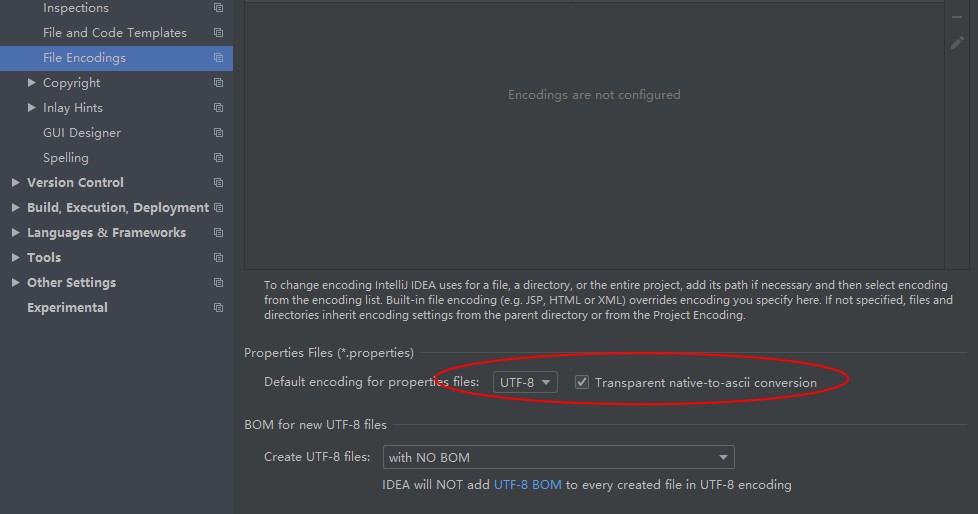 Inspections
File and Code Templates
File Encodings
Copyright
Inlay Hints
GUI Designer
Spelling
Version Control
Build, Execution, Deployment
Languages & Frameworks
Tools
Other Settings
Experimental
Encodings are not configured
To change encoding IntelliJ IDEA uses for a file, a directory, or the entire project, add its path if necessary and then select encoding
from the encoding list. Built-in file encoding (e.g. JSP, HTML or XML) overrides encoding you specify here. If not specified, files and
directories inherit encoding settings from the parent directory or from the Project Encoding.
Properties Files (*.properties)
Default encoding for properties files: UTF-8 Transparent native-to-ascii conversion
BOM for new UTF-8 files
Create UTF-8 files: with NO BOM
IDEA will NOT add UTF-8 BOM to every created file in UTF-8 encoding